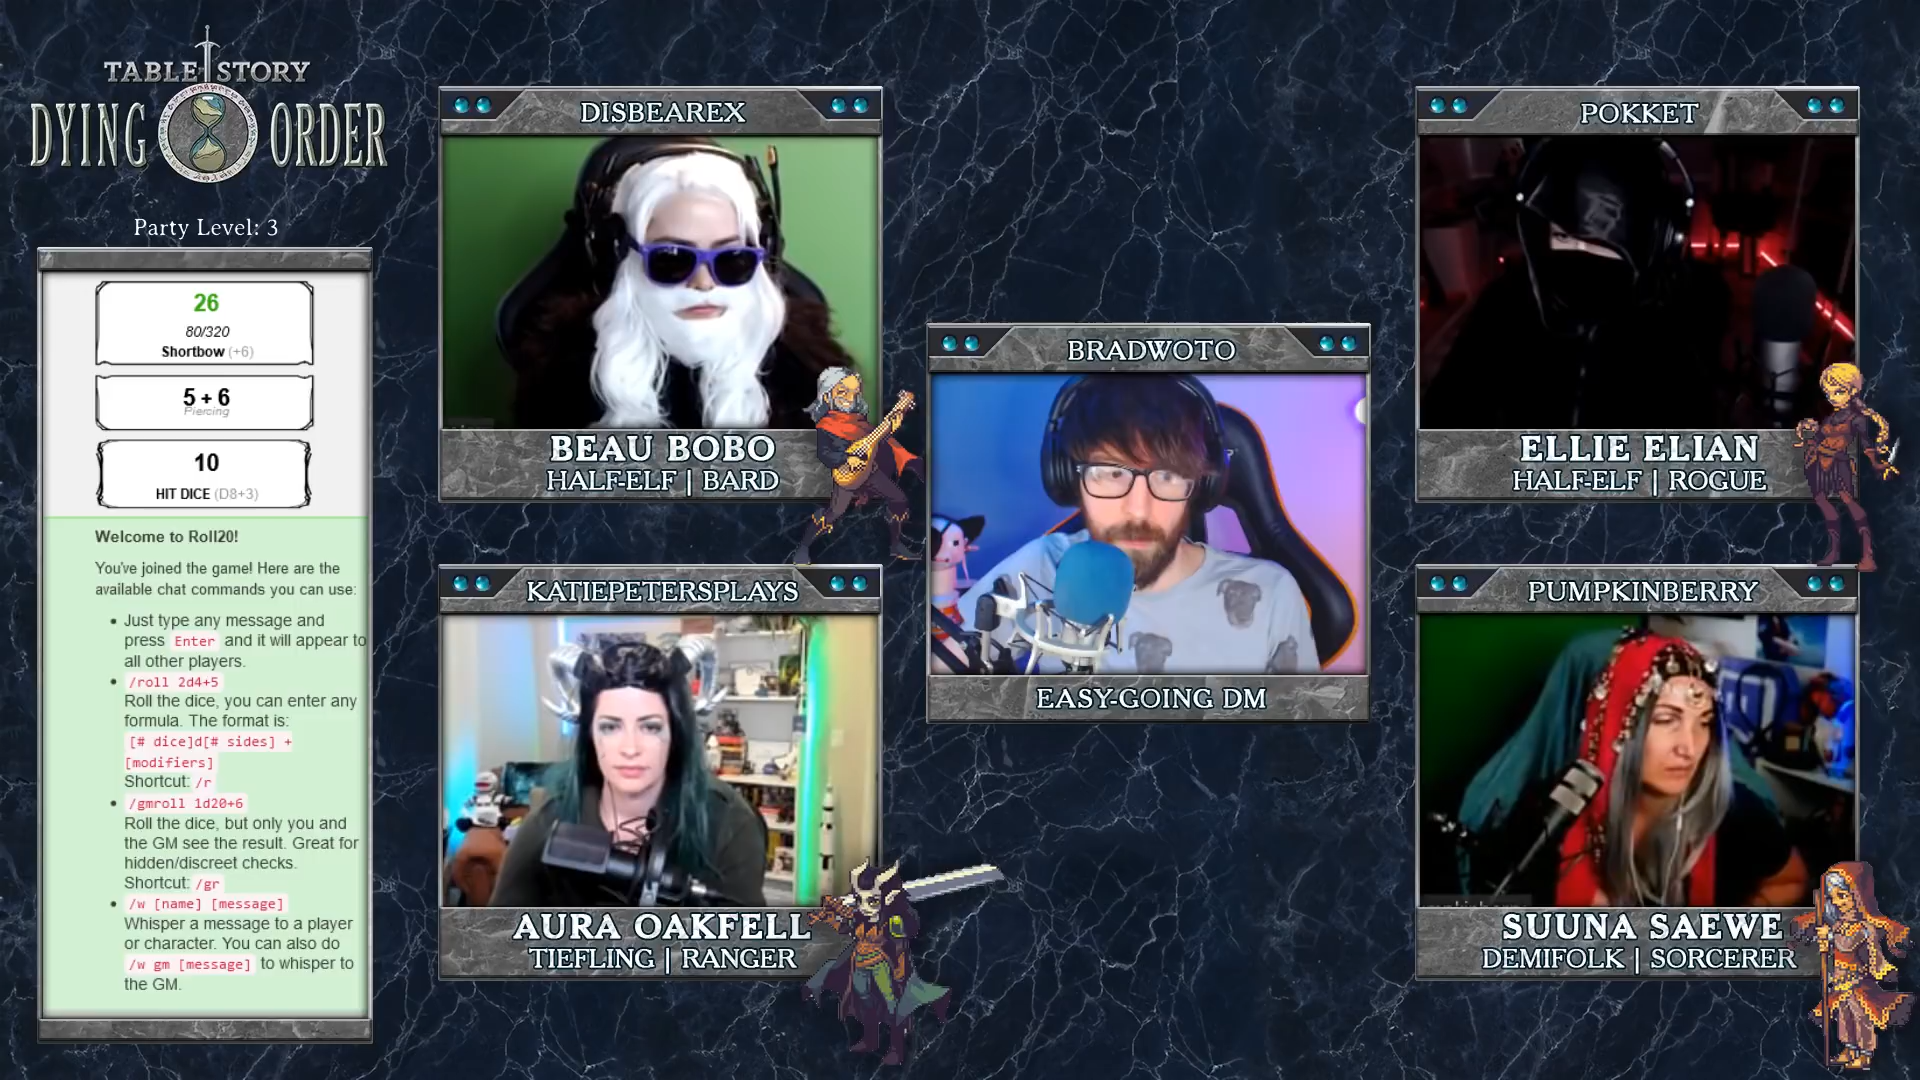 TABLE STORY
DYING ORDER
Party Level: 3
26
80/320
Shortbow (+6)
5 + 6
Piercing
10
HIT DICE (D8+3)
Welcome to Roll20!
You've joined the game! Here are the
available chat commands you can use:
• Just type any message and
press Enter and it will appear to
all other players.
• /roll 2d4+5
Roll the dice, you can enter any
formula. The format is:
[# dice]d[# sides] +
[modifiers]
Shortcut: /r
• /gmroll 1d20+6
Roll the dice, but only you and
the GM see the result. Great for
hidden/discreet checks.
Shortcut: /gr
• /w [name] [message]
Whisper a message to a player
or character. You can also do
/w gm [message] to whisper to
the GM.
DISBEAREX
BEAU BOBO
HALF-ELF | BARD
KATIEPETERSPLAYS
AURA OAKFELL
TIEFLING | RANGER
BRADWOTO
EASY-GOING DM
POKKET
ELLIE ELIAN
HALF-ELF | ROGUE
PUMPKINBERRY
SUUNA SAEWE
DEMIFOLK | SORCERER